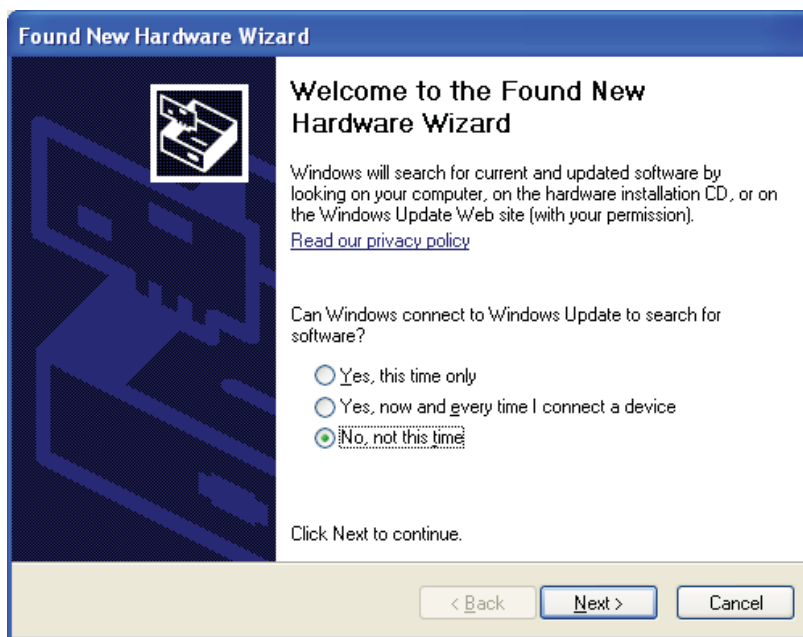 Found New Hardware Wizard
Welcome to the Found New
Hardware Wizard
Windows will search for current and updated software by
looking on your computer, on the hardware installation CD, or on
the Windows Update Web site (with your permission).
Read our privacy policy
Can Windows connect to Windows Update to search for
software?
Yes, this time only
Yes, now and every time I connect a device
No, not this time
Click Next to continue.
< Back
Next >
Cancel